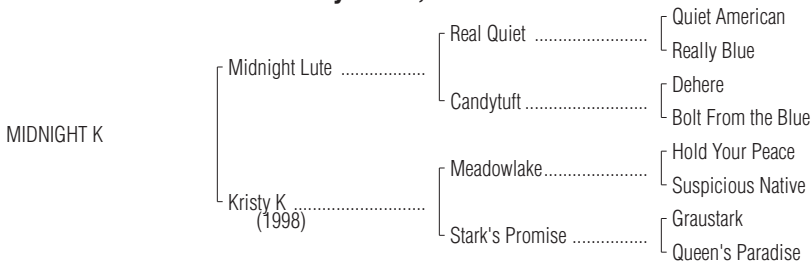 Quiet American
Real Quiet ........................
Really Blue
Midnight Lute ..................
Dehere
Candytuft ..........................
Bolt From the Blue
MIDNIGHT K
Hold Your Peace
Meadowlake......................
Suspicious Native
Kristy K ............................
(1998)
Graustark
Stark's Promise ................
Queen's Paradise